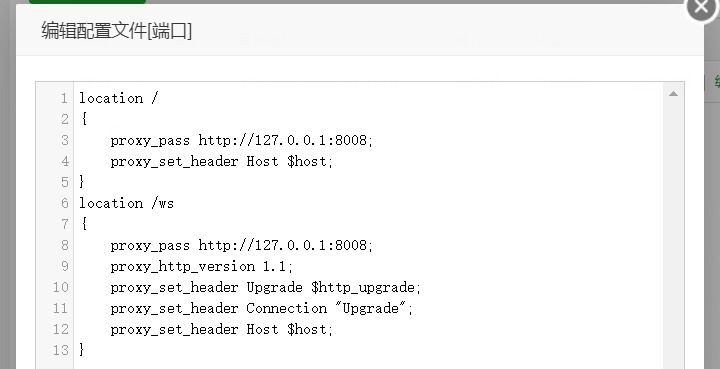 编辑配置文件[端口]
1 location /
2 {
3 proxy_pass http://127.0.0.1:8008;
4 proxy_set_header Host $host;
5 }
6 location /ws
7 {
8 proxy_pass http://127.0.0.1:8008;
9 proxy_http_version 1.1;
10 proxy_set_header Upgrade $http_upgrade;
11 proxy_set_header Connection "Upgrade";
12 proxy_set_header Host $host;
13 }